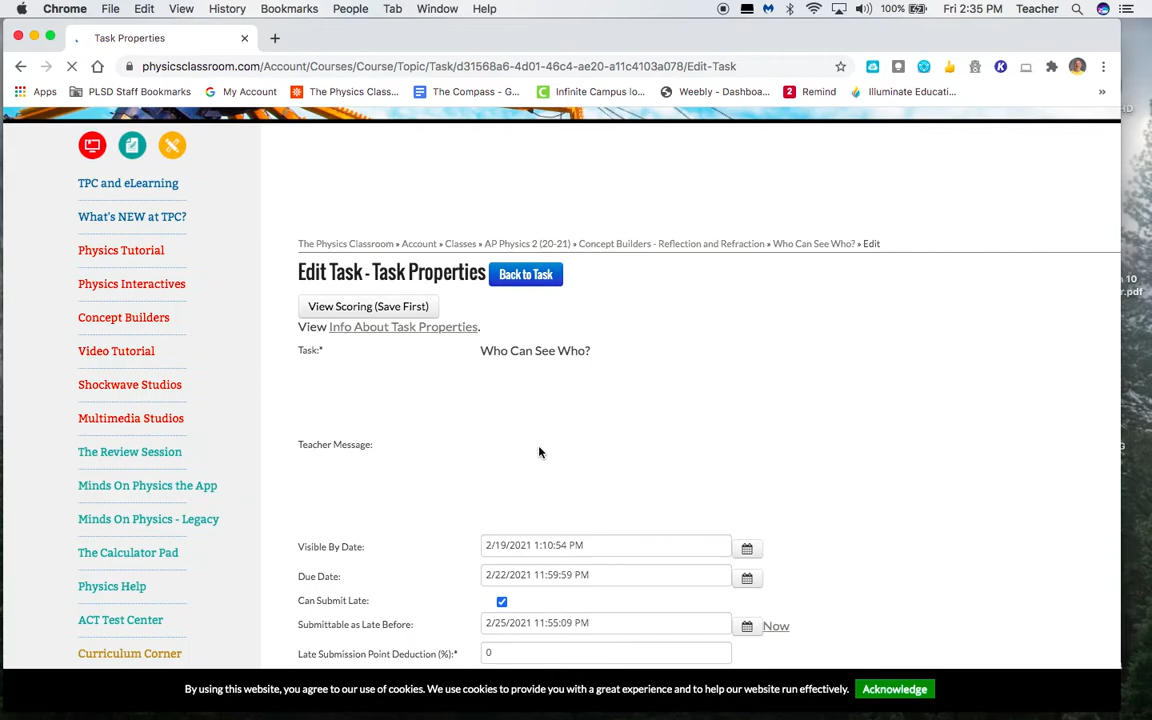 Chrome File Edit View History Bookmarks People Tab Window Help 100% Fri 2:35 PM Teacher
Task Properties
physicsclassroom.com/Account/Courses/Course/Topic/Task/d31568a6-4d01-46c4-ae20-a11c4103a078/Edit-Task
Apps PLSD Staff Bookmarks My Account The Physics Class... The Compass - G... Infinite Campus lo... Weebly - Dashboa... 2 Remind Illuminate Educati... »
TPC and eLearning
What's NEW at TPC?
Physics Tutorial
Physics Interactives
Concept Builders
Video Tutorial
Shockwave Studios
Multimedia Studios
The Review Session
Minds On Physics the App
Minds On Physics - Legacy
The Calculator Pad
Physics Help
ACT Test Center
Curriculum Corner
The Physics Classroom » Account » Classes » AP Physics 2 (20-21) » Concept Builders - Reflection and Refraction » Who Can See Who? » Edit
Edit Task - Task Properties Back to Task
View Scoring (Save First)
View Info About Task Properties.
Task:* Who Can See Who?
Teacher Message:
Visible By Date: 2/19/2021 1:10:54 PM
Due Date: 2/22/2021 11:59:59 PM
Can Submit Late:
Submittable as Late Before: 2/25/2021 11:55:09 PM Now
Late Submission Point Deduction (%):* 0
By using this website, you agree to our use of cookies. We use cookies to provide you with a great experience and to help our website run effectively. Acknowledge